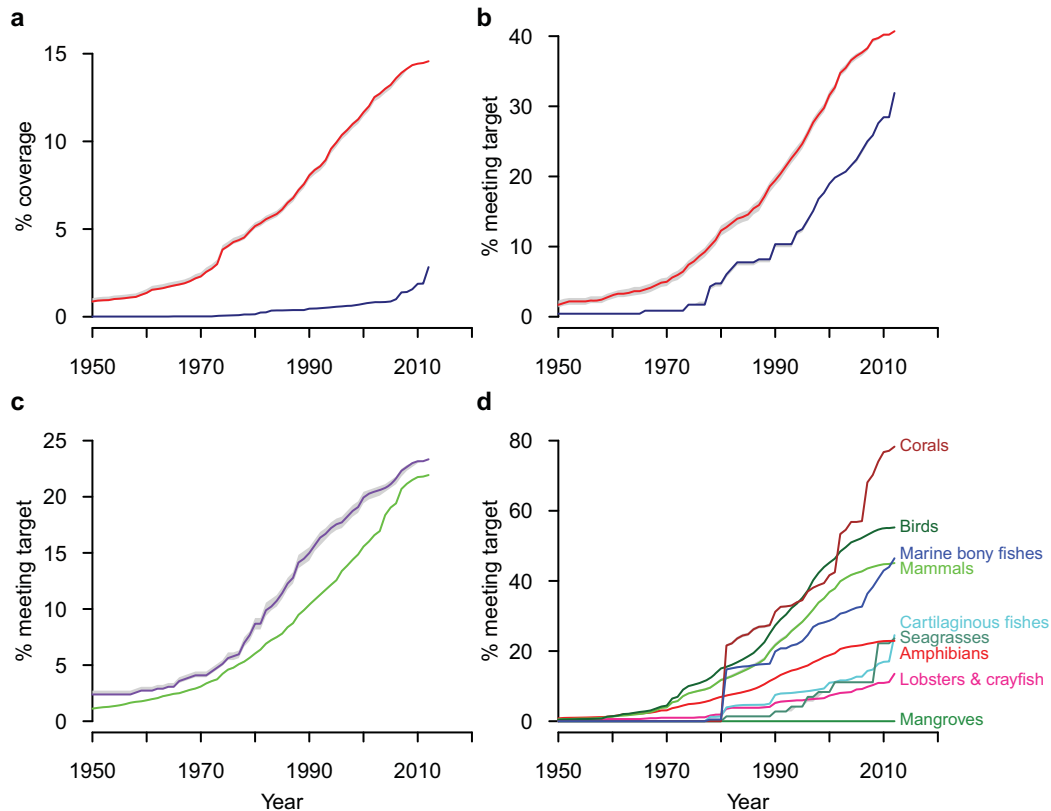 a
15
10
5
0
% coverage
1950 1970 1990 2010
b
40
30
20
10
0
% meeting target
1950 1970 1990 2010
c
25
20
15
10
5
0
% meeting target
1950 1970 1990 2010
Year
d
80
60
40
20
0
% meeting target
Corals
Birds
Marine bony fishes
Mammals
Cartilaginous fishes
Seagrasses
Amphibians
Lobsters & crayfish
Mangroves
1950 1970 1990 2010
Year